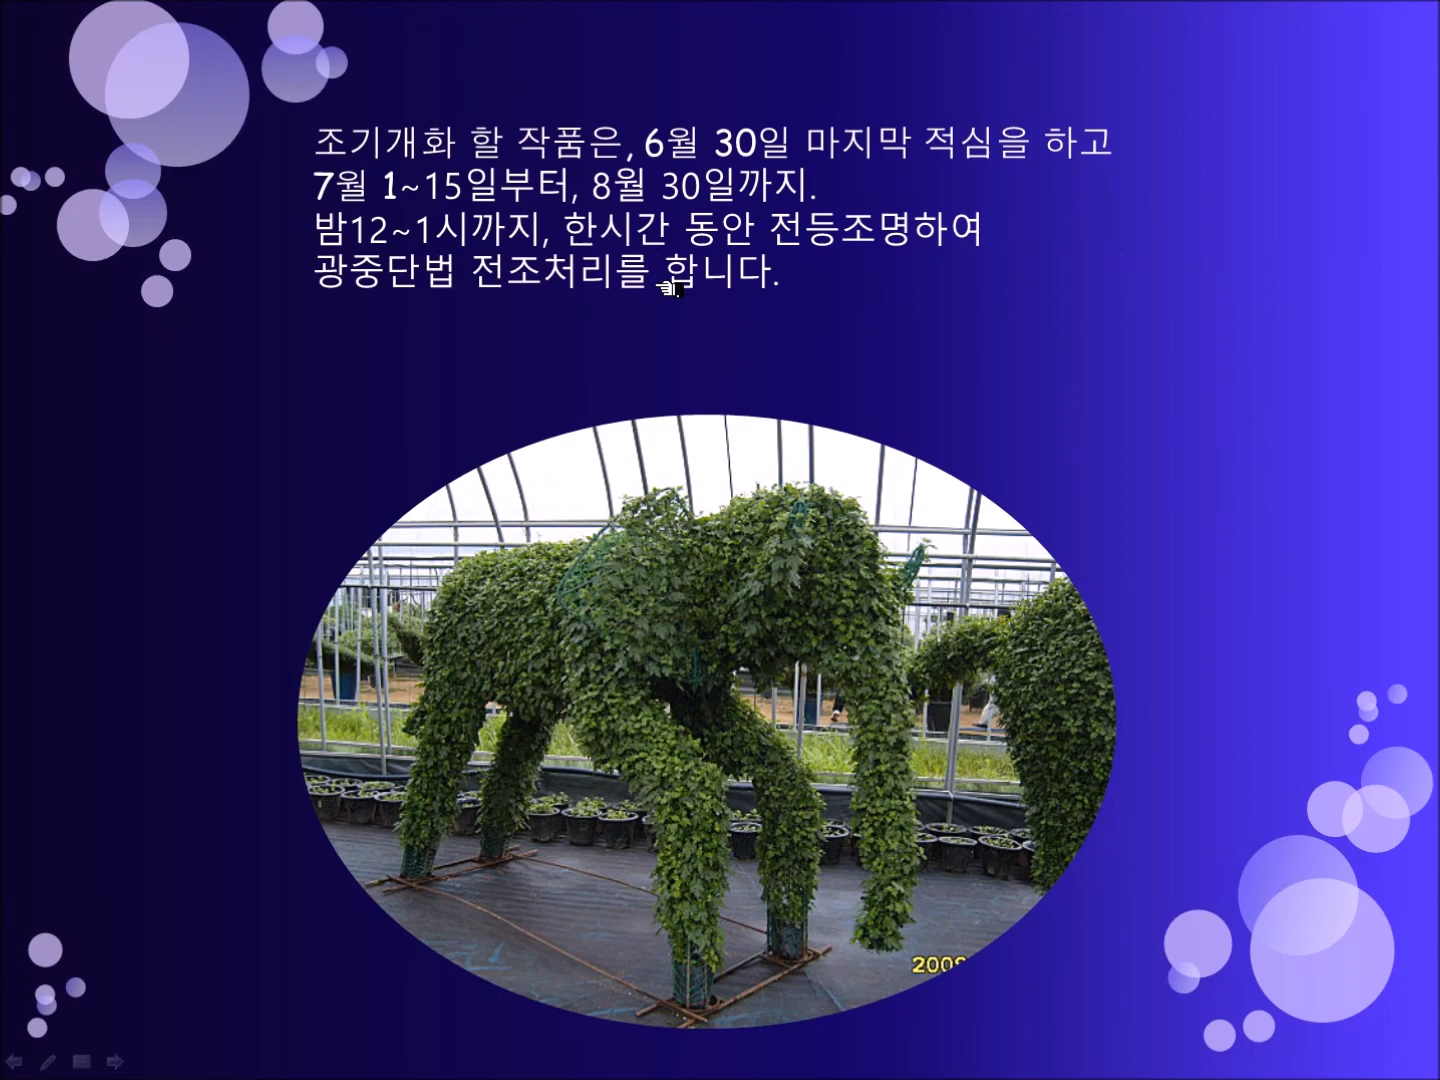 조기개화 할 작품은, 6월 30일 마지막 적심을 하고
7월 1~15일부터, 8월 30일까지.
밤12~1시까지, 한시간 동안 전등조명하여
광중단법 전조처리를 합니다.